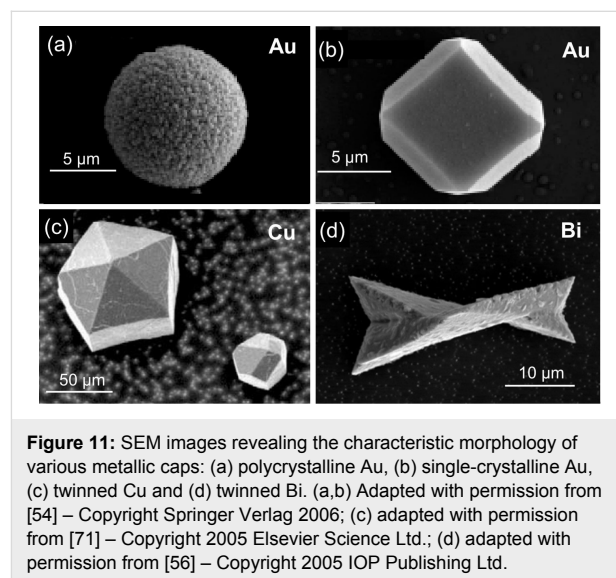 (a) Au
5 µm
(b) Au
5 µm
(c) Cu
50 µm
(d) Bi
10 µm
Figure 11: SEM images revealing the characteristic morphology of
various metallic caps: (a) polycrystalline Au, (b) single-crystalline Au,
(c) twinned Cu and (d) twinned Bi. (a,b) Adapted with permission from
[54] – Copyright Springer Verlag 2006; (c) adapted with permission
from [71] – Copyright 2005 Elsevier Science Ltd.; (d) adapted with
permission from [56] – Copyright 2005 IOP Publishing Ltd.